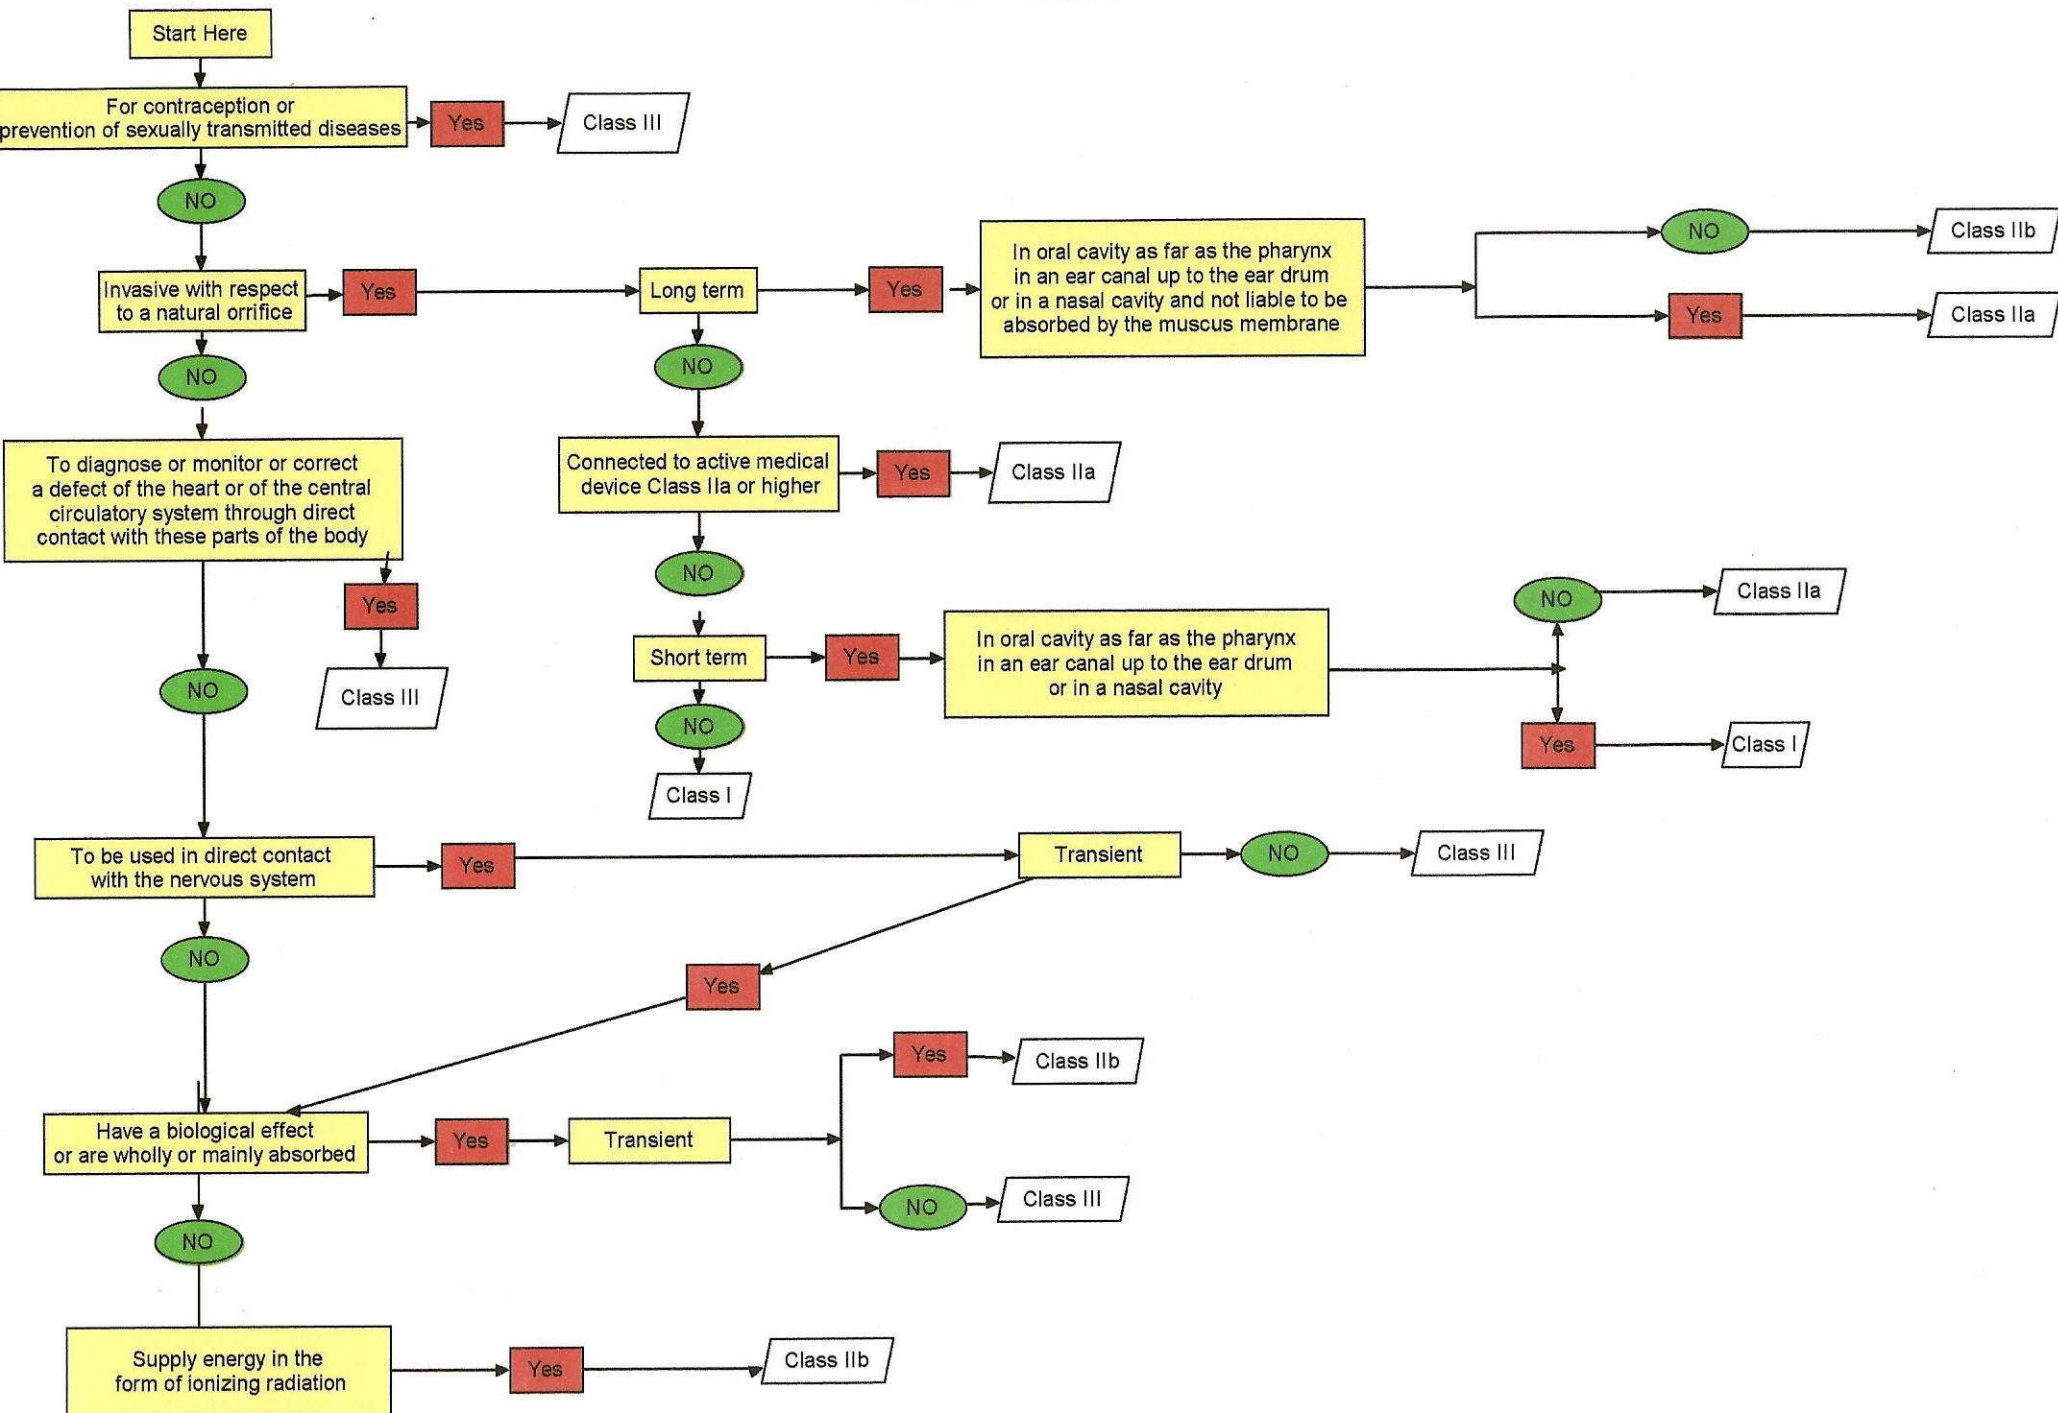 Start Here
For contraception or
prevention of sexually transmitted diseases
Yes
Class III
NO
Invasive with respect
to a natural orrifice
Yes
Long term
Yes
In oral cavity as far as the pharynx
in an ear canal up to the ear drum
or in a nasal cavity and not liable to be
absorbed by the muscus membrane
NO
Class IIb
Yes
Class IIa
NO
NO
To diagnose or monitor or correct
a defect of the heart or of the central
circulatory system through direct
contact with these parts of the body
Yes
Class III
Connected to active medical
device Class IIa or higher
Yes
Class IIa
NO
Short term
Yes
In oral cavity as far as the pharynx
in an ear canal up to the ear drum
or in a nasal cavity
NO
Class IIa
Yes
Class I
NO
Class I
NO
To be used in direct contact
with the nervous system
Yes
Transient
NO
Class III
Yes
NO
Have a biological effect
or are wholly or mainly absorbed
Yes
Transient
Yes
Class IIb
NO
Class III
NO
Supply energy in the
form of ionizing radiation
Yes
Class IIb